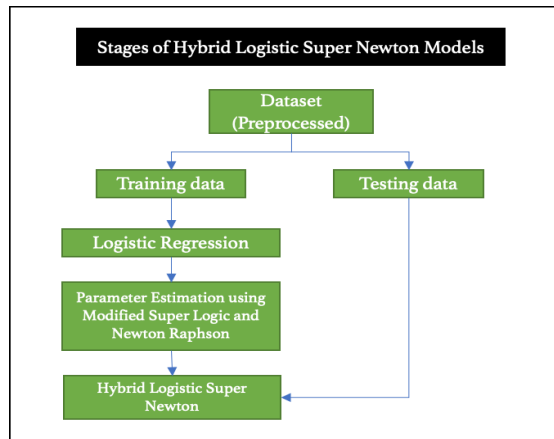 Stages of Hybrid Logistic Super Newton Models
Dataset
(Preprocessed)
Training data
Testing data
Logistic Regression
Parameter Estimation using
Modified Super Logic and
Newton Raphson
Hybrid Logistic Super
Newton